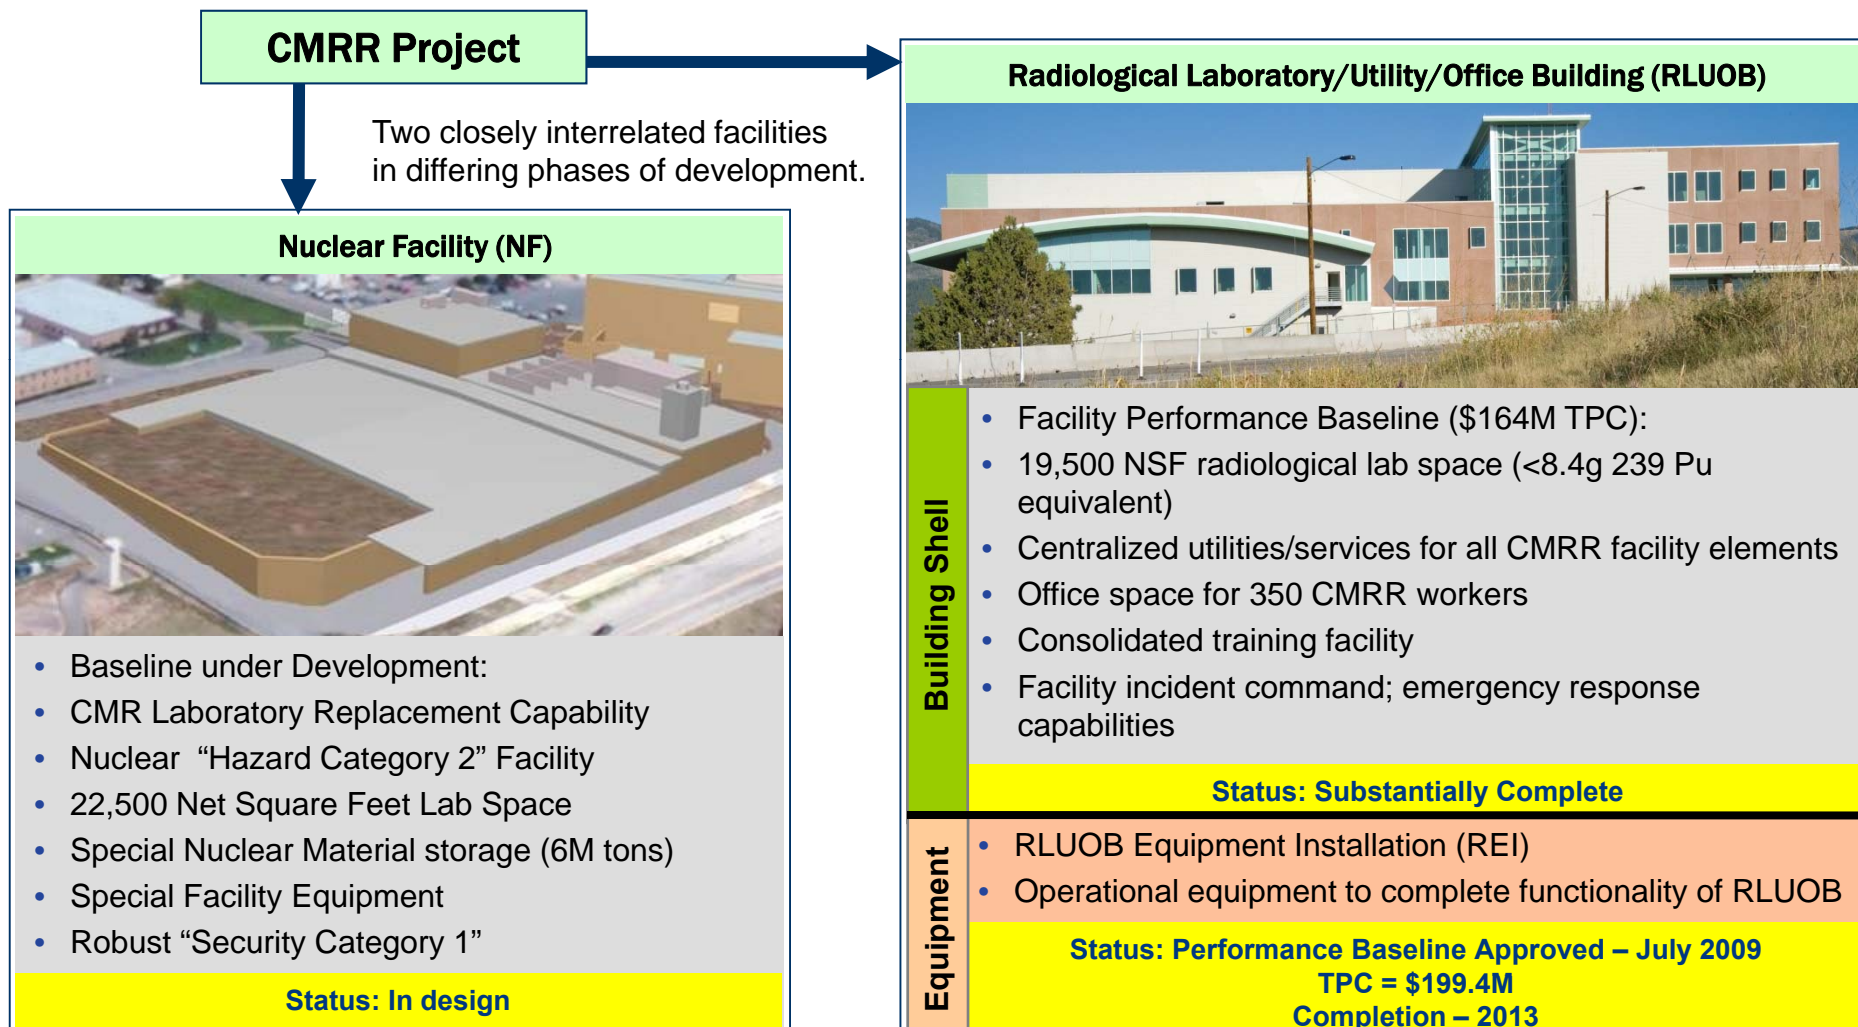 CMRR Project
Two closely interrelated facilities
in differing phases of development.
Nuclear Facility (NF)
• Baseline under Development:
• CMR Laboratory Replacement Capability
• Nuclear “Hazard Category 2” Facility
• 22,500 Net Square Feet Lab Space
• Special Nuclear Material storage (6M tons)
• Special Facility Equipment
• Robust “Security Category 1”
Status: In design
Radiological Laboratory/Utility/Office Building (RLUOB)
Building Shell
• Facility Performance Baseline ($164M TPC):
• 19,500 NSF radiological lab space (<8.4g 239 Pu
equivalent)
• Centralized utilities/services for all CMRR facility elements
• Office space for 350 CMRR workers
• Consolidated training facility
• Facility incident command; emergency response
capabilities
Status: Substantially Complete
Equipment
• RLUOB Equipment Installation (REI)
• Operational equipment to complete functionality of RLUOB
Status: Performance Baseline Approved – July 2009
TPC = $199.4M
Completion – 2013